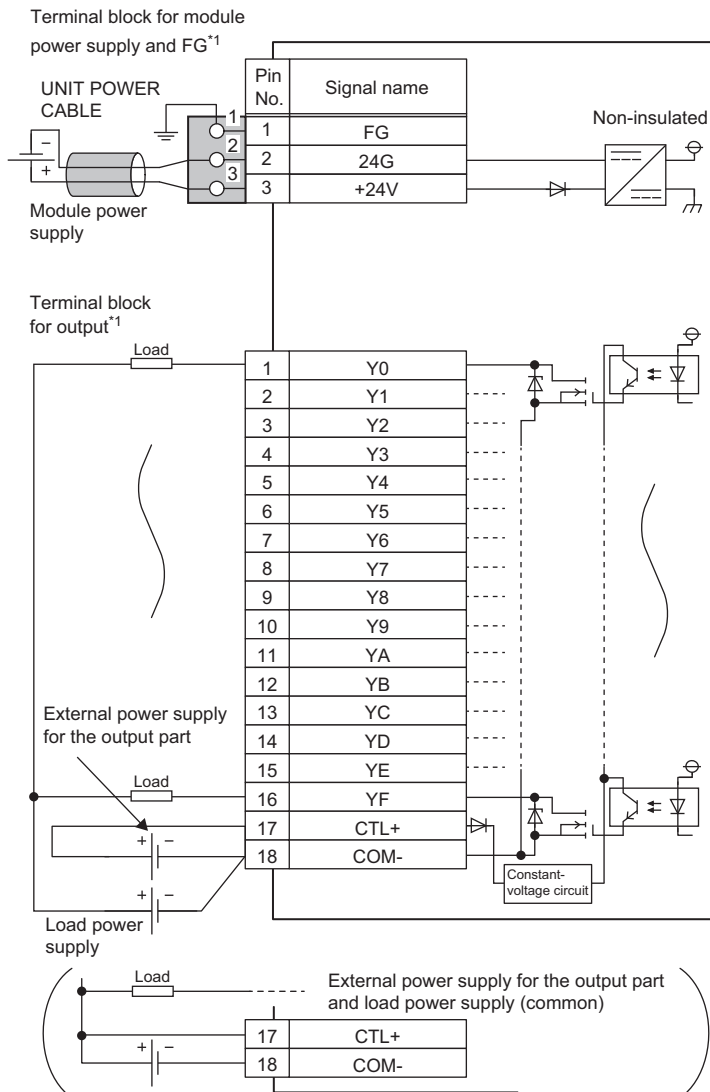 Terminal block for module
power supply and FG*1
UNIT POWER
CABLE
Pin
No.
Signal name
Non-insulated
1
2
3
1 FG
2 24G
3 +24V
− 
+
Module power
supply
Terminal block
for output*1
Load
1 Y0
2 Y1
3 Y2
4 Y3
5 Y4
6 Y5
7 Y6
8 Y7
9 Y8
10 Y9
11 YA
12 YB
13 YC
14 YD
15 YE
16 YF
17 CTL+
18 COM-
External power supply
for the output part
Load
+ −
+ −
Load power
supply
Constant-
voltage circuit
Load
External power supply for the output part
and load power supply (common)
+ −
17 CTL+
18 COM-